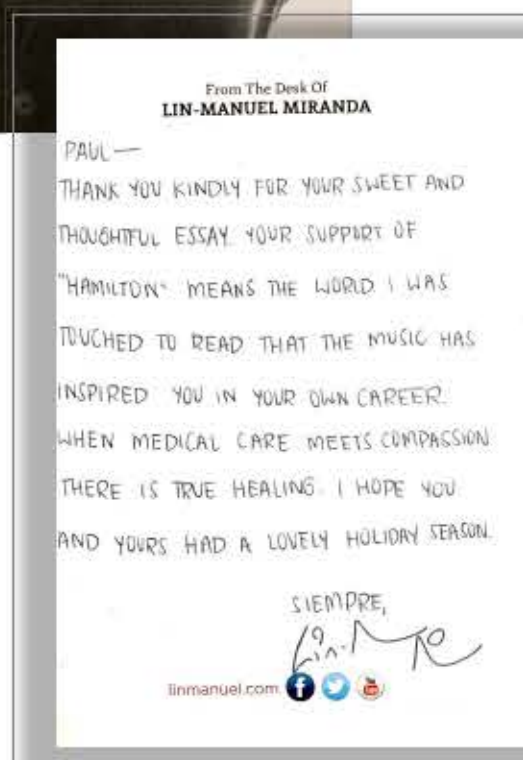 From The Desk Of
LIN-MANUEL MIRANDA
PAUL—
THANK YOU KINDLY FOR YOUR SWEET AND
THOUGHTFUL ESSAY. YOUR SUPPORT OF
"HAMILTON" MEANS THE WORLD. I WAS
TOUCHED TO READ THAT THE MUSIC HAS
INSPIRED YOU IN YOUR OWN CAREER.
WHEN MEDICAL CARE MEETS COMPASSION
THERE IS TRUE HEALING. I HOPE YOU
AND YOURS HAD A LOVELY HOLIDAY SEASON.
SIEMPRE,
Lin-M
linmanuel.com